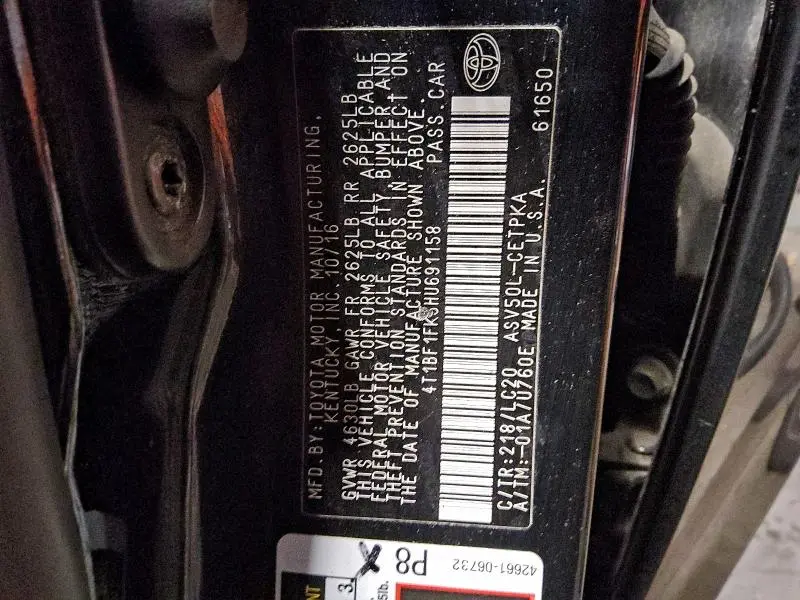 MFD. BY: TOYOTA MOTOR MANUFACTURING,
KENTUCKY, INC. 10/16
GVWR 4630LB GAWR FR 2625LB RR 2625LB
THIS VEHICLE CONFORMS TO ALL APPLICABLE
FEDERAL MOTOR VEHICLE SAFETY, BUMPER, AND
THEFT PREVENTION STANDARDS IN EFFECT ON
THE DATE OF MANUFACTURE SHOWN ABOVE.
4T1BF1FK5HU691158 PASS. CAR
C/TR:218/LC20 ASV50L-CETPKA
A/TM:-01A/U760E MADE IN U.S.A.
61650
P8
42661-06732